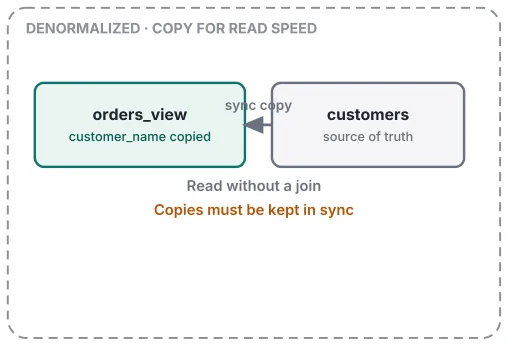 DENORMALIZED · COPY FOR READ SPEED
sync copy
orders_view
customer_name copied
customers
source of truth
Read without a join
Copies must be kept in sync